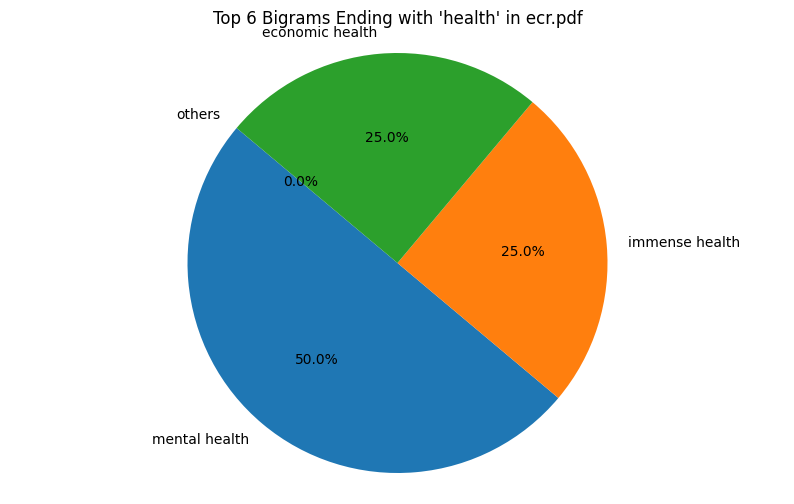 Top 6 Bigrams Ending with 'health' in ecr.pdf
economic health
others
25.0%
0.0%
immense health
25.0%
50.0%
mental health